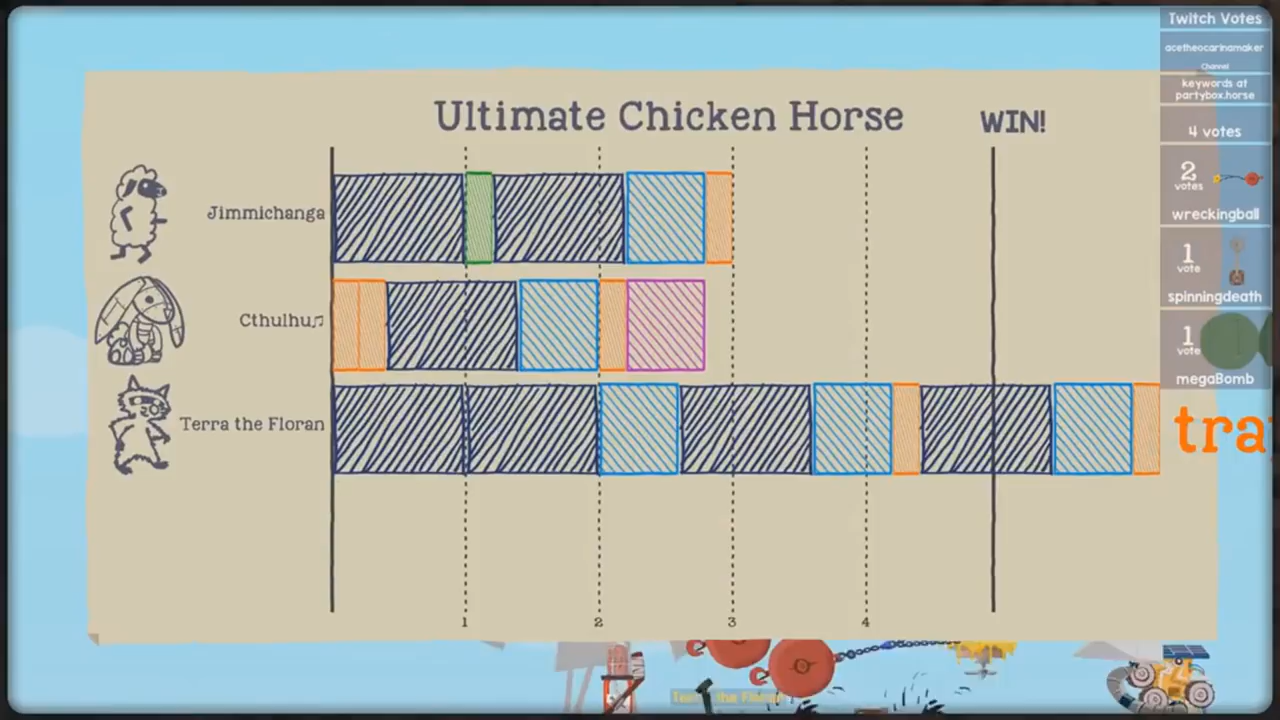 Twitch Votes
acetheocarinamaker
Channel
keywords at
partybox.horse
4 votes
2
votes
wreckingball
1
vote
spinningdeath
1
vote
megaBomb
Ultimate Chicken Horse
WIN!
Jimmichanga
Cthulhu♫
Terra the Floran
tra
1 2 3 4